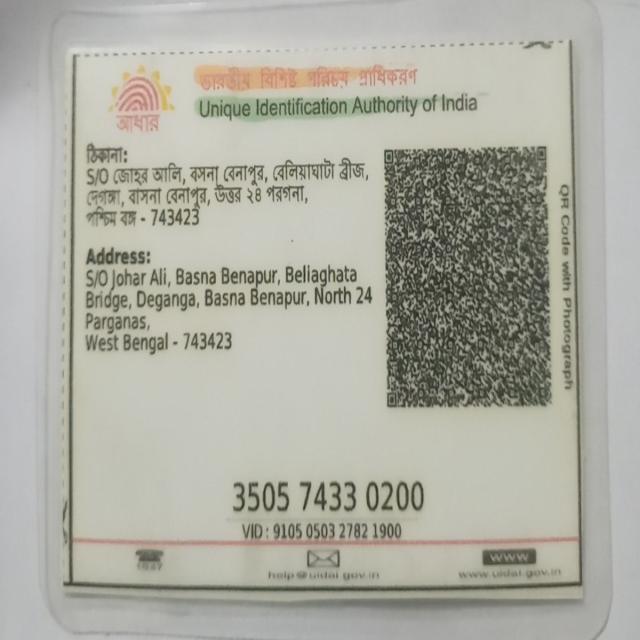 ভারতীয় বিশিষ্ট পরিচয় প্রাধিকরণ
Unique Identification Authority of India
আধার
ঠিকানা:
S/O জোহর আলি, বসনা বেনাপুর, বেলিয়াঘাটা ব্রীজ,
দেগঙ্গা, বাসনা বেনাপুর, উত্তর ২৪ পরগনা,
পশ্চিম বঙ্গ - 743423
Address:
S/O Johar Ali, Basna Benapur, Beliaghata
Bridge, Deganga, Basna Benapur, North 24
Parganas,
West Bengal - 743423
QR Code with Photograph
3505 7433 0200
VID : 9105 0503 2782 1900
1947
help@uidai.gov.in
www
www.uidai.gov.in